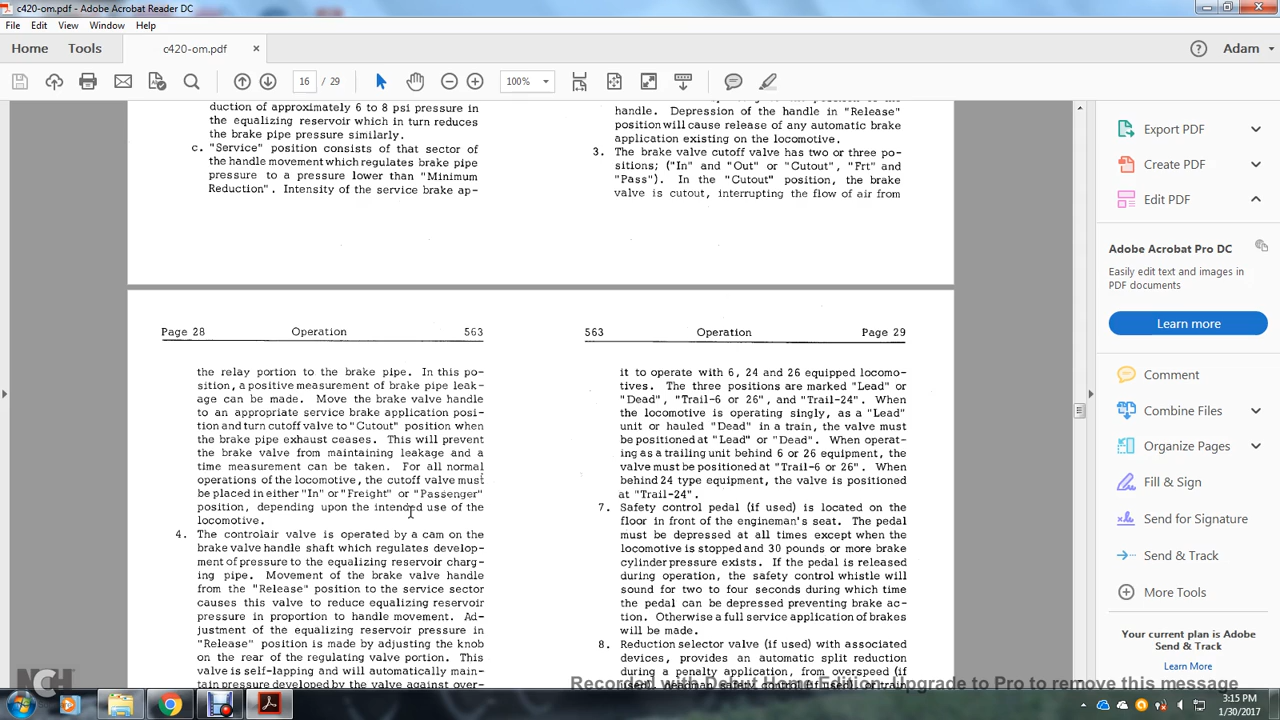 c420-om.pdf - Adobe Acrobat Reader DC
File Edit View Window Help
Home Tools c420-om.pdf × Adam
16 / 29 100%
duction of approximately 6 to 8 psi pressure in
the equalizing reservoir which in turn reduces
the brake pipe pressure similarly.
c. "Service" position consists of that sector of
the handle movement which regulates brake pipe
pressure to a pressure lower than "Minimum
Reduction". Intensity of the service brake ap-
handle. Depression of the handle in "Release"
position will cause release of any automatic brake
application existing on the locomotive.
3. The brake valve cutoff valve has two or three po-
sitions; ("In" and "Out" or "Cutout", "Frt" and
"Pass"). In the "Cutout" position, the brake
valve is cutout, interrupting the flow of air from
Page 28 Operation 563
the relay portion to the brake pipe. In this po-
sition, a positive measurement of brake pipe leak-
age can be made. Move the brake valve handle
to an appropriate service brake application posi-
tion and turn cutoff valve to "Cutout" position when
the brake pipe exhaust ceases. This will prevent
the brake valve from maintaining leakage and a
time measurement can be taken. For all normal
operations of the locomotive, the cutoff valve must
be placed in either "In" or "Freight" or "Passenger"
position, depending upon the intended use of the
locomotive.
4. The controlair valve is operated by a cam on the
brake valve handle shaft which regulates develop-
ment of pressure to the equalizing reservoir charg-
ing pipe. Movement of the brake valve handle
from the "Release" position to the service sector
causes this valve to reduce equalizing reservoir
pressure in proportion to handle movement. Ad-
justment of the equalizing reservoir pressure in
"Release" position is made by adjusting the knob
on the rear of the regulating valve portion. This
valve is self-lapping and will automatically main-
tain pressure developed by the valve against over-
563 Operation Page 29
it to operate with 6, 24 and 26 equipped locomo-
tives. The three positions are marked "Lead" or
"Dead", "Trail-6 or 26", and "Trail-24". When
the locomotive is operating singly, as a "Lead"
unit or hauled "Dead" in a train, the valve must
be positioned at "Lead" or "Dead". When operat-
ing as a trailing unit behind 6 or 26 equipment, the
valve must be positioned at "Trail-6 or 26". When
behind 24 type equipment, the valve is positioned
at "Trail-24".
7. Safety control pedal (if used) is located on the
floor in front of the engineman's seat. The pedal
must be depressed at all times except when the
locomotive is stopped and 30 pounds or more brake
cylinder pressure exists. If the pedal is released
during operation, the safety control whistle will
sound for two to four seconds during which time
the pedal can be depressed preventing brake ac-
tion. Otherwise a full service application of brakes
will be made.
8. Reduction selector valve (if used) with associated
devices, provides an automatic split reduction
during a penalty application, from overspeed (if
Export PDF
Create PDF
Edit PDF
Adobe Acrobat Pro DC
Easily edit text and images in
PDF documents
Learn more
Comment
Combine Files
Organize Pages
Fill & Sign
Send for Signature
Send & Track
More Tools
Your current plan is Adobe
Send & Track
Learn More
Recorded with Debut Home Edition. Upgrade to Pro to remove this message
NCH
3:15 PM
1/30/2017